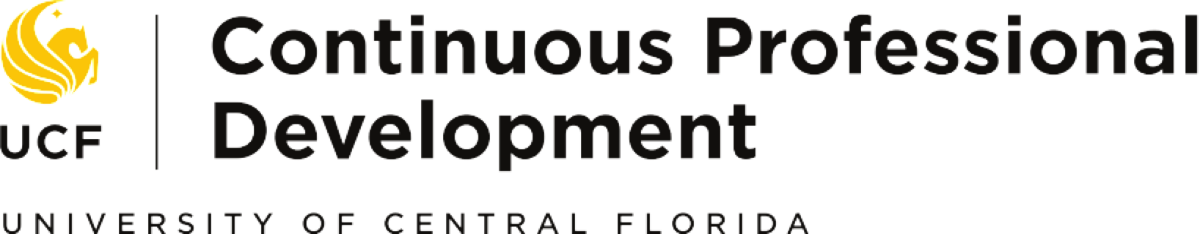 UCF
Continuous Professional
Development
UNIVERSITY OF CENTRAL FLORIDA